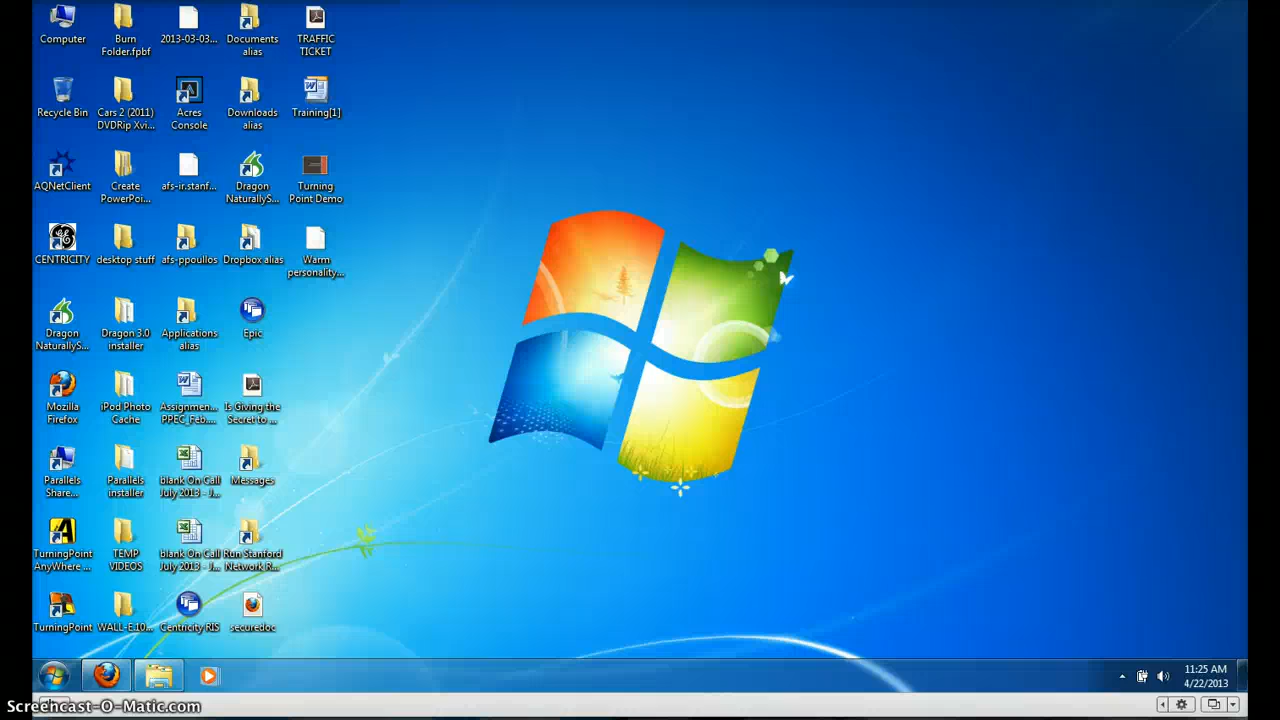 Computer
Burn
Folder.fpbf
2013-03-03...
Documents
alias
TRAFFIC
TICKET
Recycle Bin
Cars 2 (2011)
DVDRip Xvi...
Acres
Console
Downloads
alias
Training[1]
AQNetClient
Create
PowerPoi...
afs-ir.stanf...
Dragon
NaturallyS...
Turning
Point Demo
CENTRICITY
desktop stuff
afs-ppoullos
Dropbox alias
Warm
personality...
Dragon
NaturallyS...
Dragon 3.0
installer
Applications
alias
Epic
Mozilla
Firefox
iPod Photo
Cache
Assignmen...
PPEC_Feb....
Is Giving the
Secret to ...
Parallels
Share...
Parallels
installer
blank On Call
July 2013 - J...
Messages
TurningPoint
AnyWhere ...
TEMP
VIDEOS
blank On Call
July 2013 - J...
Run Stanford
Network R...
TurningPoint
WALL-E.10...
Centricity RIS
securedoc
11:25 AM
4/22/2013
Screencast-O-Matic.com